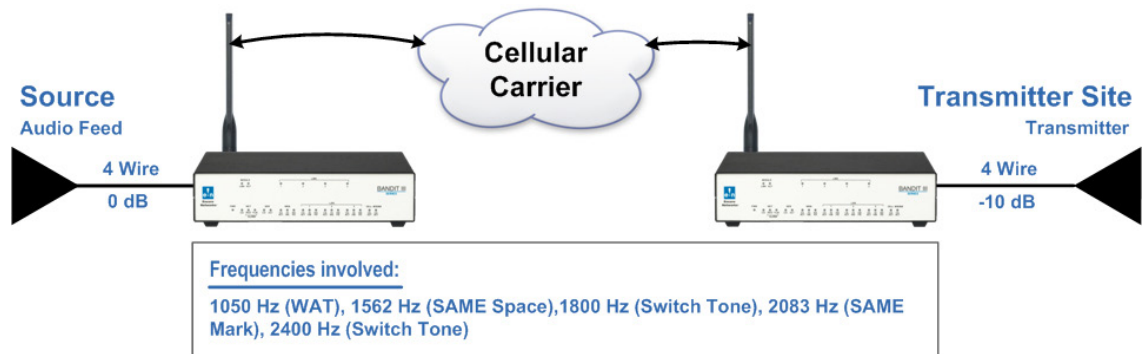 Cellular
Carrier
Source
Audio Feed
4 Wire
0 dB
BANDIT III
Transmitter Site
Transmitter
4 Wire
-10 dB
BANDIT III
Frequencies involved:
1050 Hz (WAT), 1562 Hz (SAME Space),1800 Hz (Switch Tone), 2083 Hz (SAME
Mark), 2400 Hz (Switch Tone)